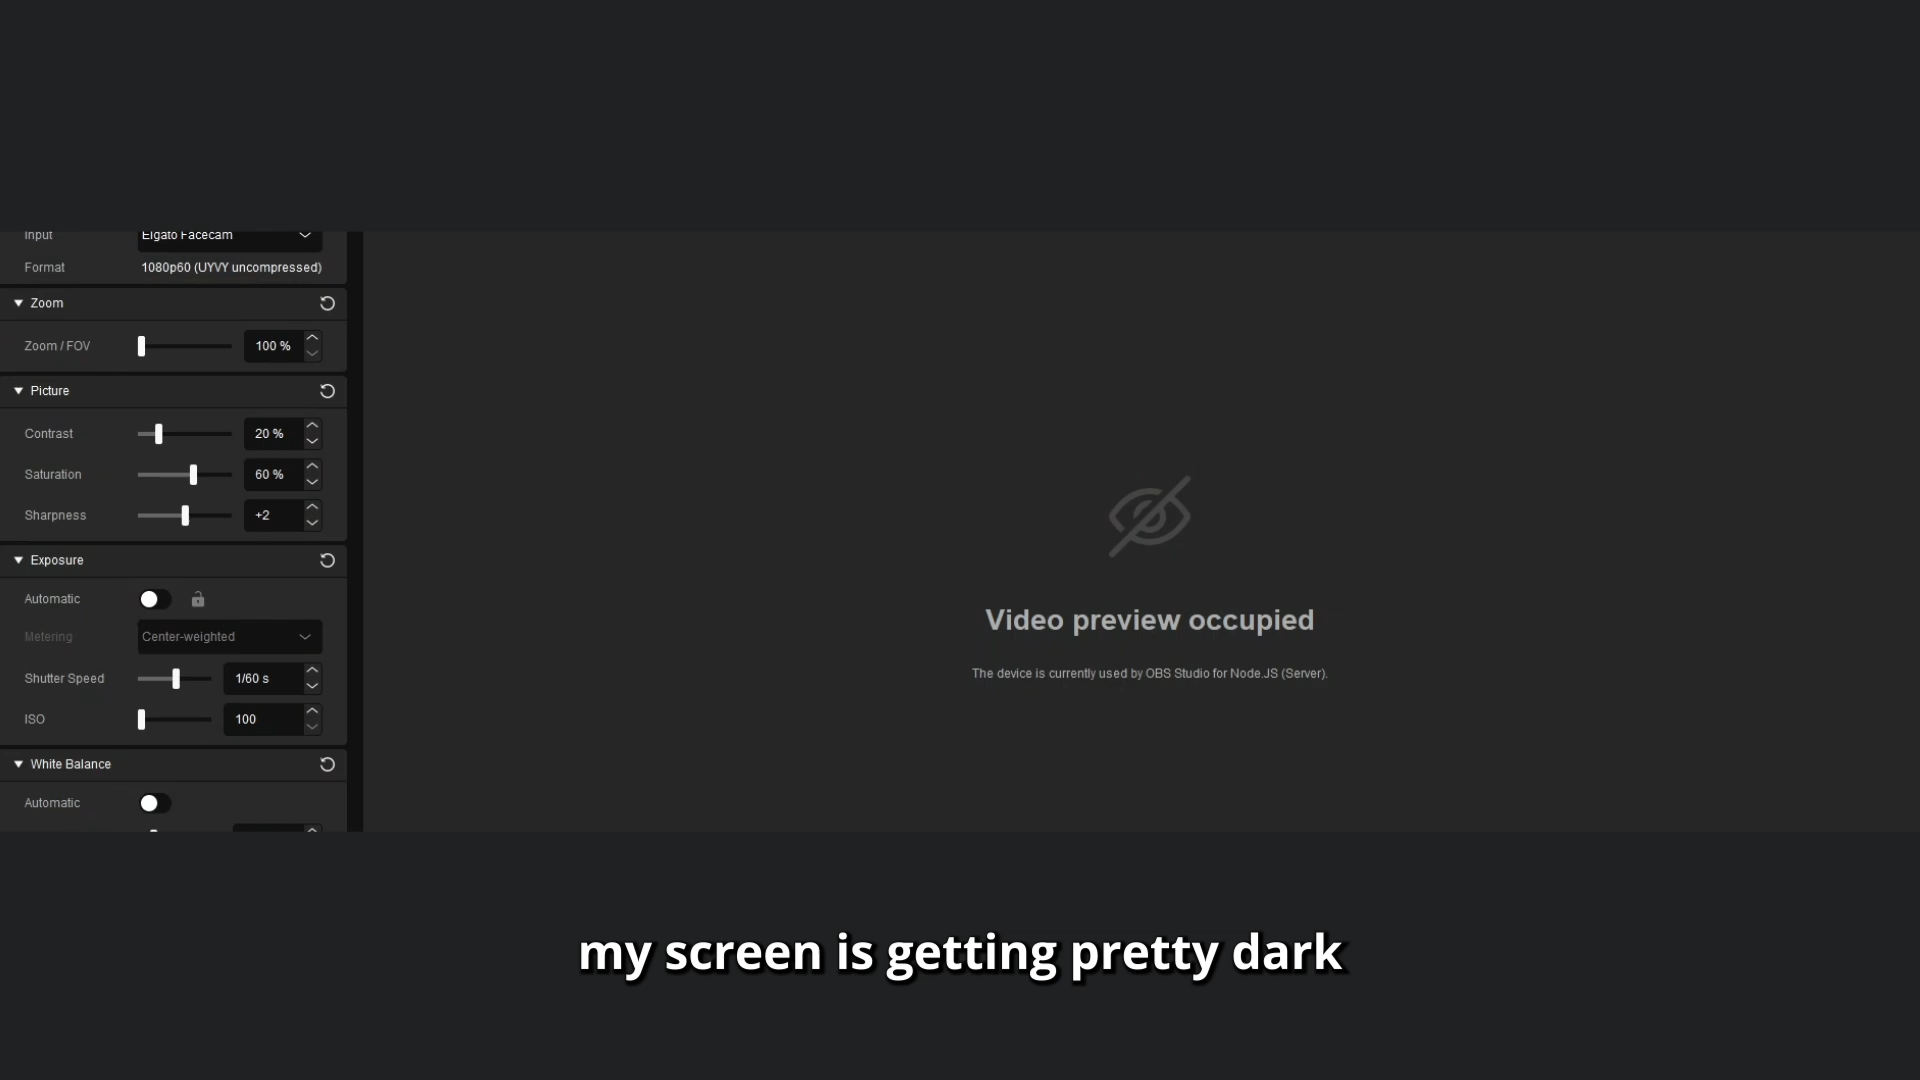 Input Elgato Facecam
Format 1080p60 (UYVY uncompressed)
Zoom
Zoom / FOV 100 %
Picture
Contrast 20 %
Saturation 60 %
Sharpness +2
Exposure
Automatic
Metering Center-weighted
Shutter Speed 1/60 s
ISO 100
White Balance
Automatic
Video preview occupied
The device is currently used by OBS Studio for Node.JS (Server).
my screen is getting pretty dark